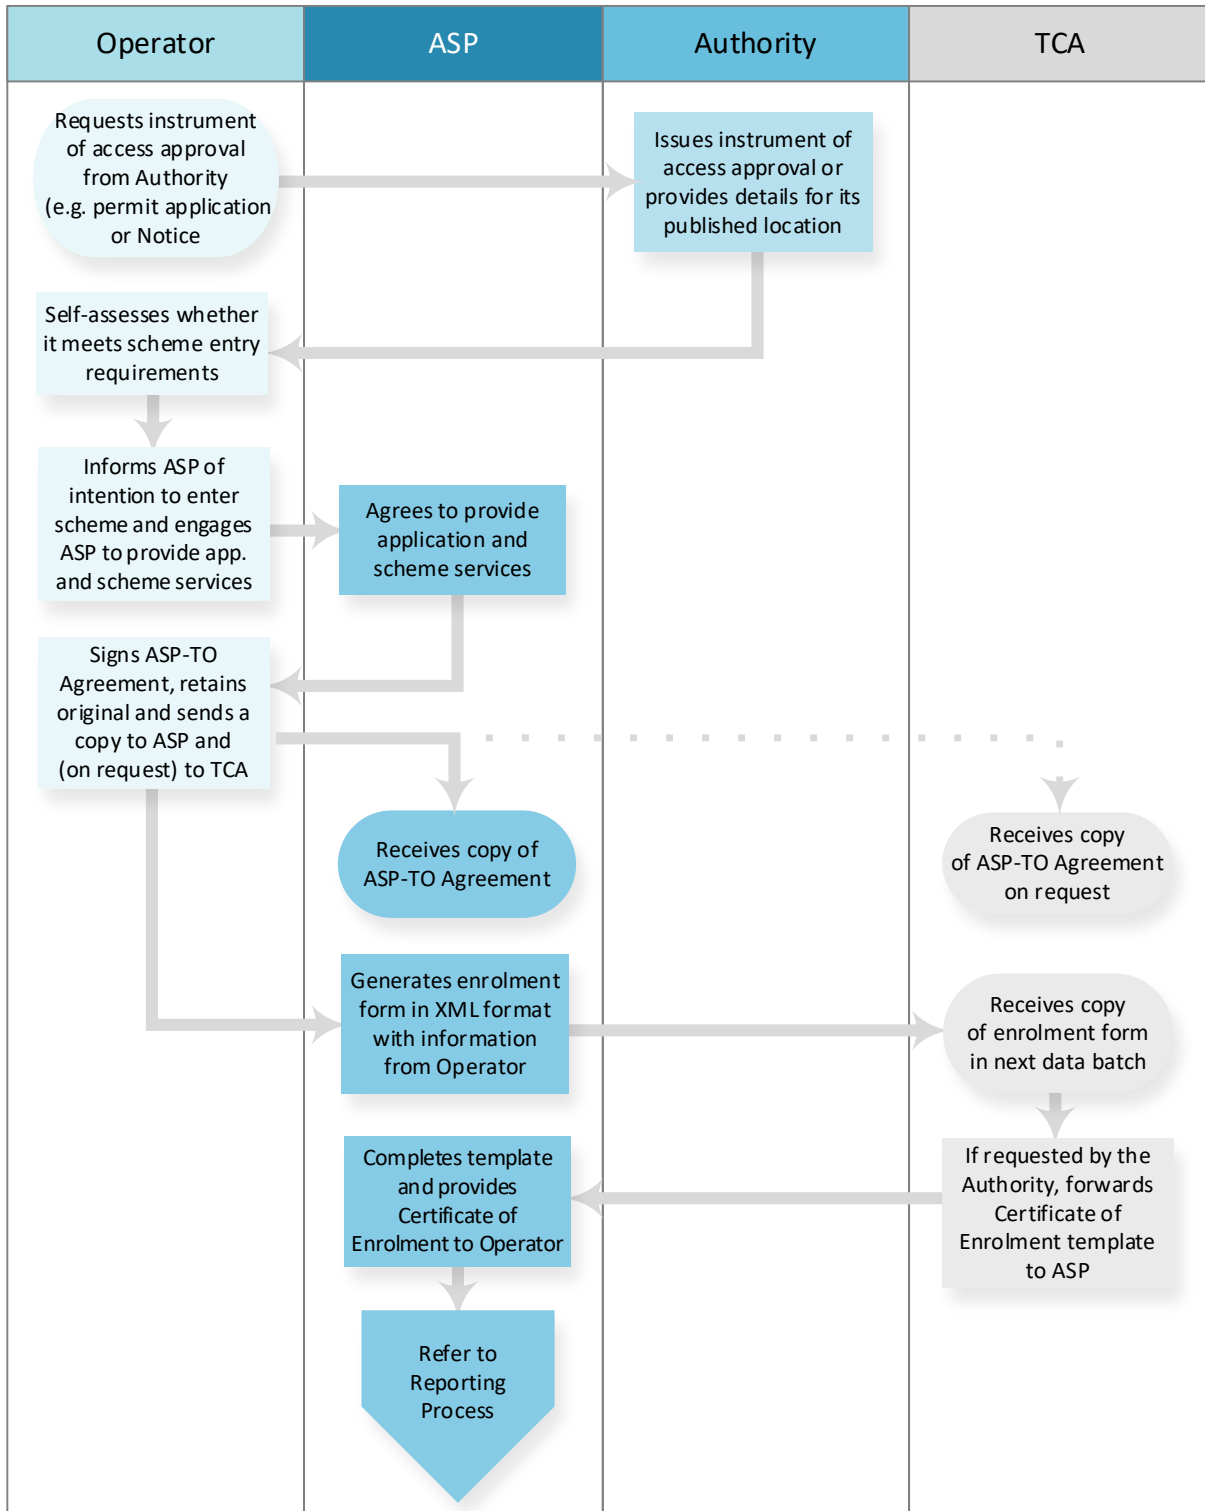 Operator
ASP
Authority
TCA
Requests instrument
of access approval
from Authority
(e.g. permit application
or Notice
Issues instrument of
access approval or
provides details for its
published location
Self-assesses whether
it meets scheme entry
requirements
Informs ASP of
intention to enter
scheme and engages
ASP to provide app.
and scheme services
Agrees to provide
application and
scheme services
Signs ASP-TO
Agreement, retains
original and sends a
copy to ASP and
(on request) to TCA
Receives copy of
ASP-TO Agreement
Receives copy
of ASP-TO Agreement
on request
Generates enrolment
form in XML format
with information
from Operator
Receives copy
of enrolment form
in next data batch
Completes template
and provides
Certificate of
Enrolment to Operator
If requested by the
Authority, forwards
Certificate of
Enrolment template
to ASP
Refer to
Reporting
Process